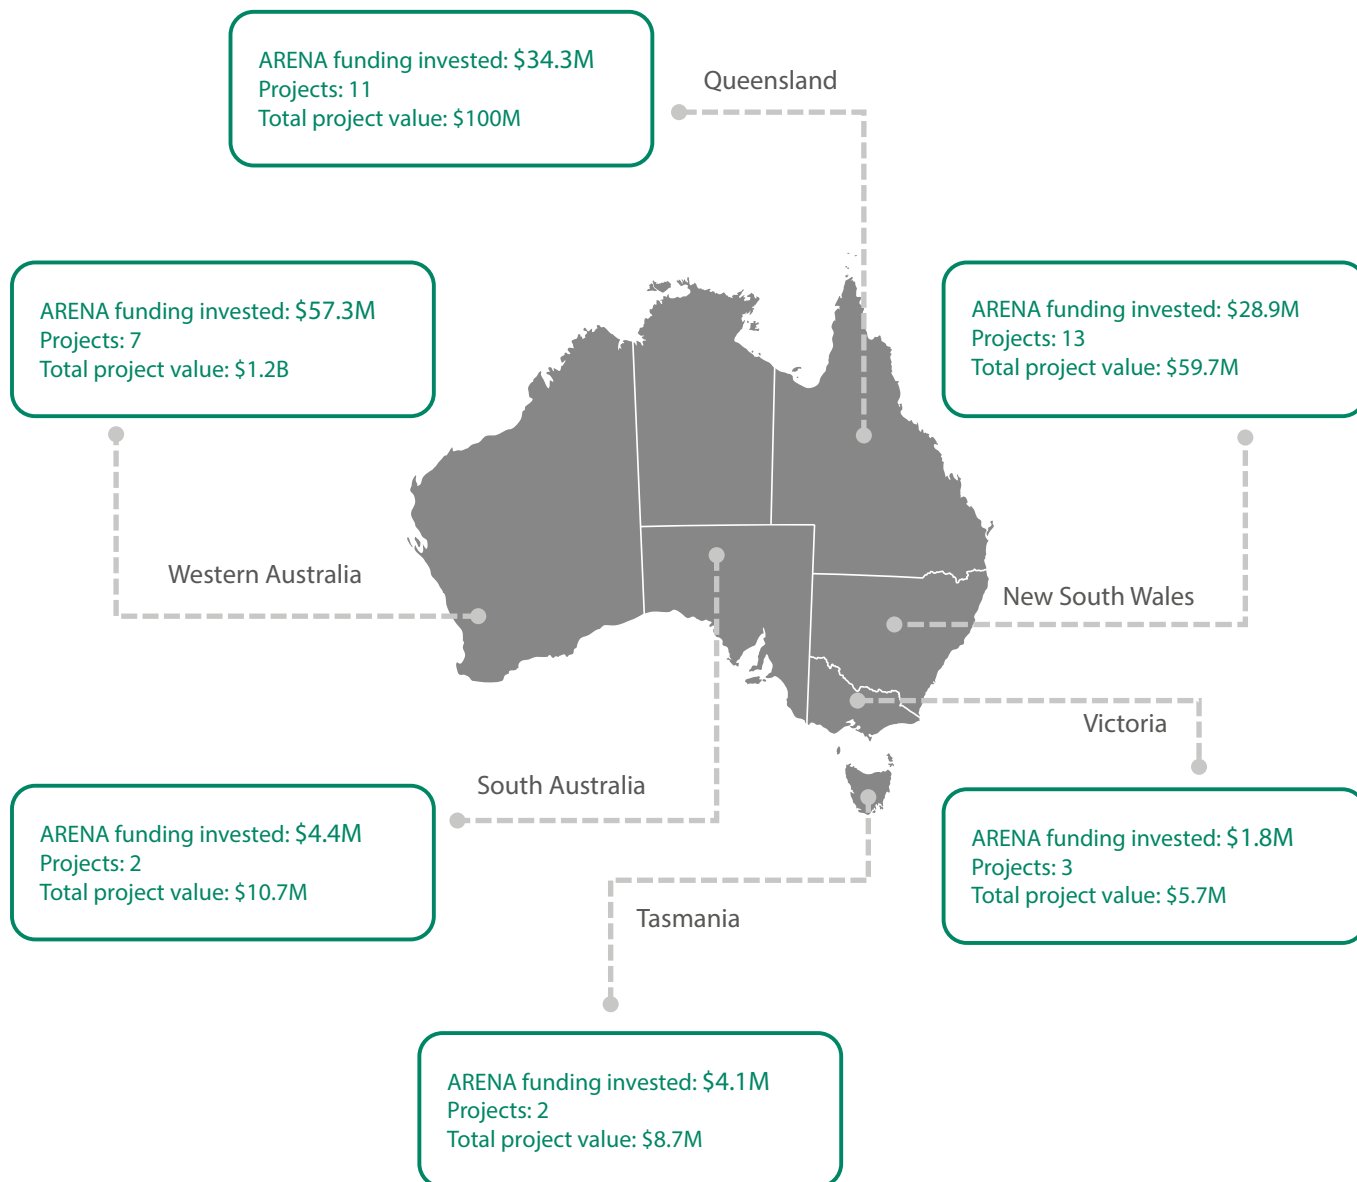 ARENA funding invested: $34.3M
Projects: 11
Total project value: $100M
Queensland
ARENA funding invested: $57.3M
Projects: 7
Total project value: $1.2B
ARENA funding invested: $28.9M
Projects: 13
Total project value: $59.7M
Western Australia
New South Wales
Victoria
South Australia
ARENA funding invested: $4.4M
Projects: 2
Total project value: $10.7M
ARENA funding invested: $1.8M
Projects: 3
Total project value: $5.7M
Tasmania
ARENA funding invested: $4.1M
Projects: 2
Total project value: $8.7M